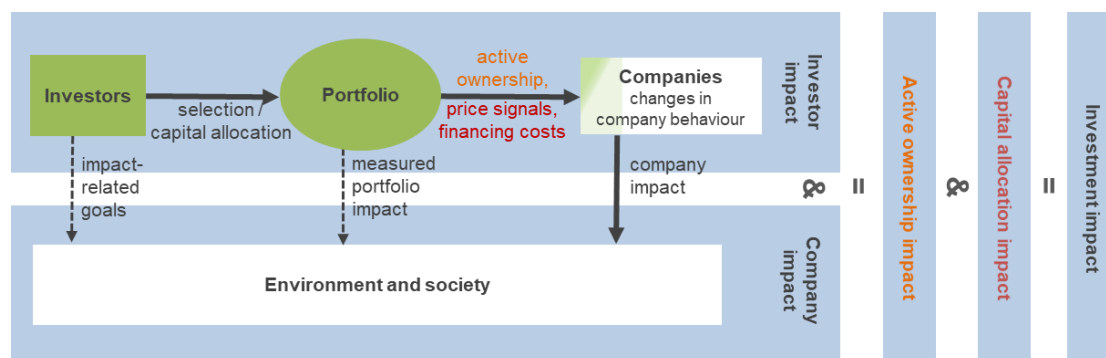 Investors
selection /
capital allocation
Portfolio
active
ownership,
price signals,
financing costs
Companies
changes in
company behaviour
impact-
related
goals
measured
portfolio
impact
company
impact
Environment and society
Investor
impact
&
Company
impact
=
Active ownership impact
&
Capital allocation impact
=
Investment impact